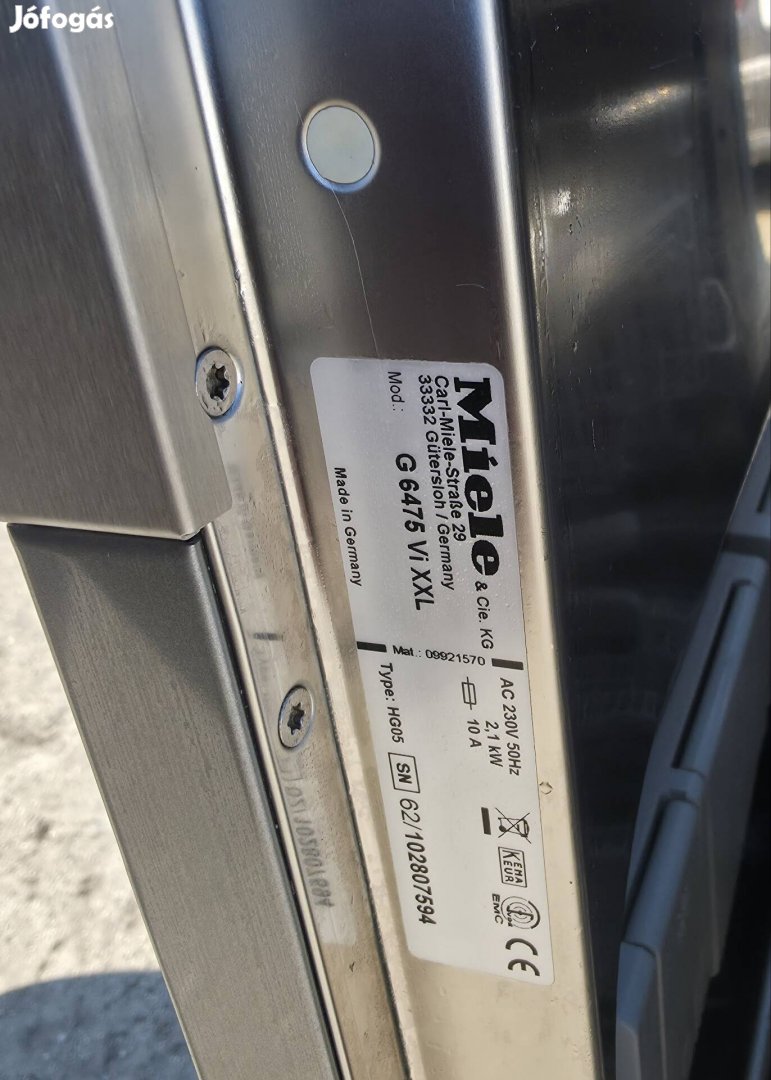 Jófogás
Miele & Cie. KG
Carl-Miele-Straße 29
33332 Gütersloh / Germany
Mod.: G 6475 Vi XXL
Made in Germany
Mat.: 09921570
AC 230V 50Hz
2,1 kW
10 A
Type: HG05
SN 62/102807594
KEMA
EUR
EMC
CE